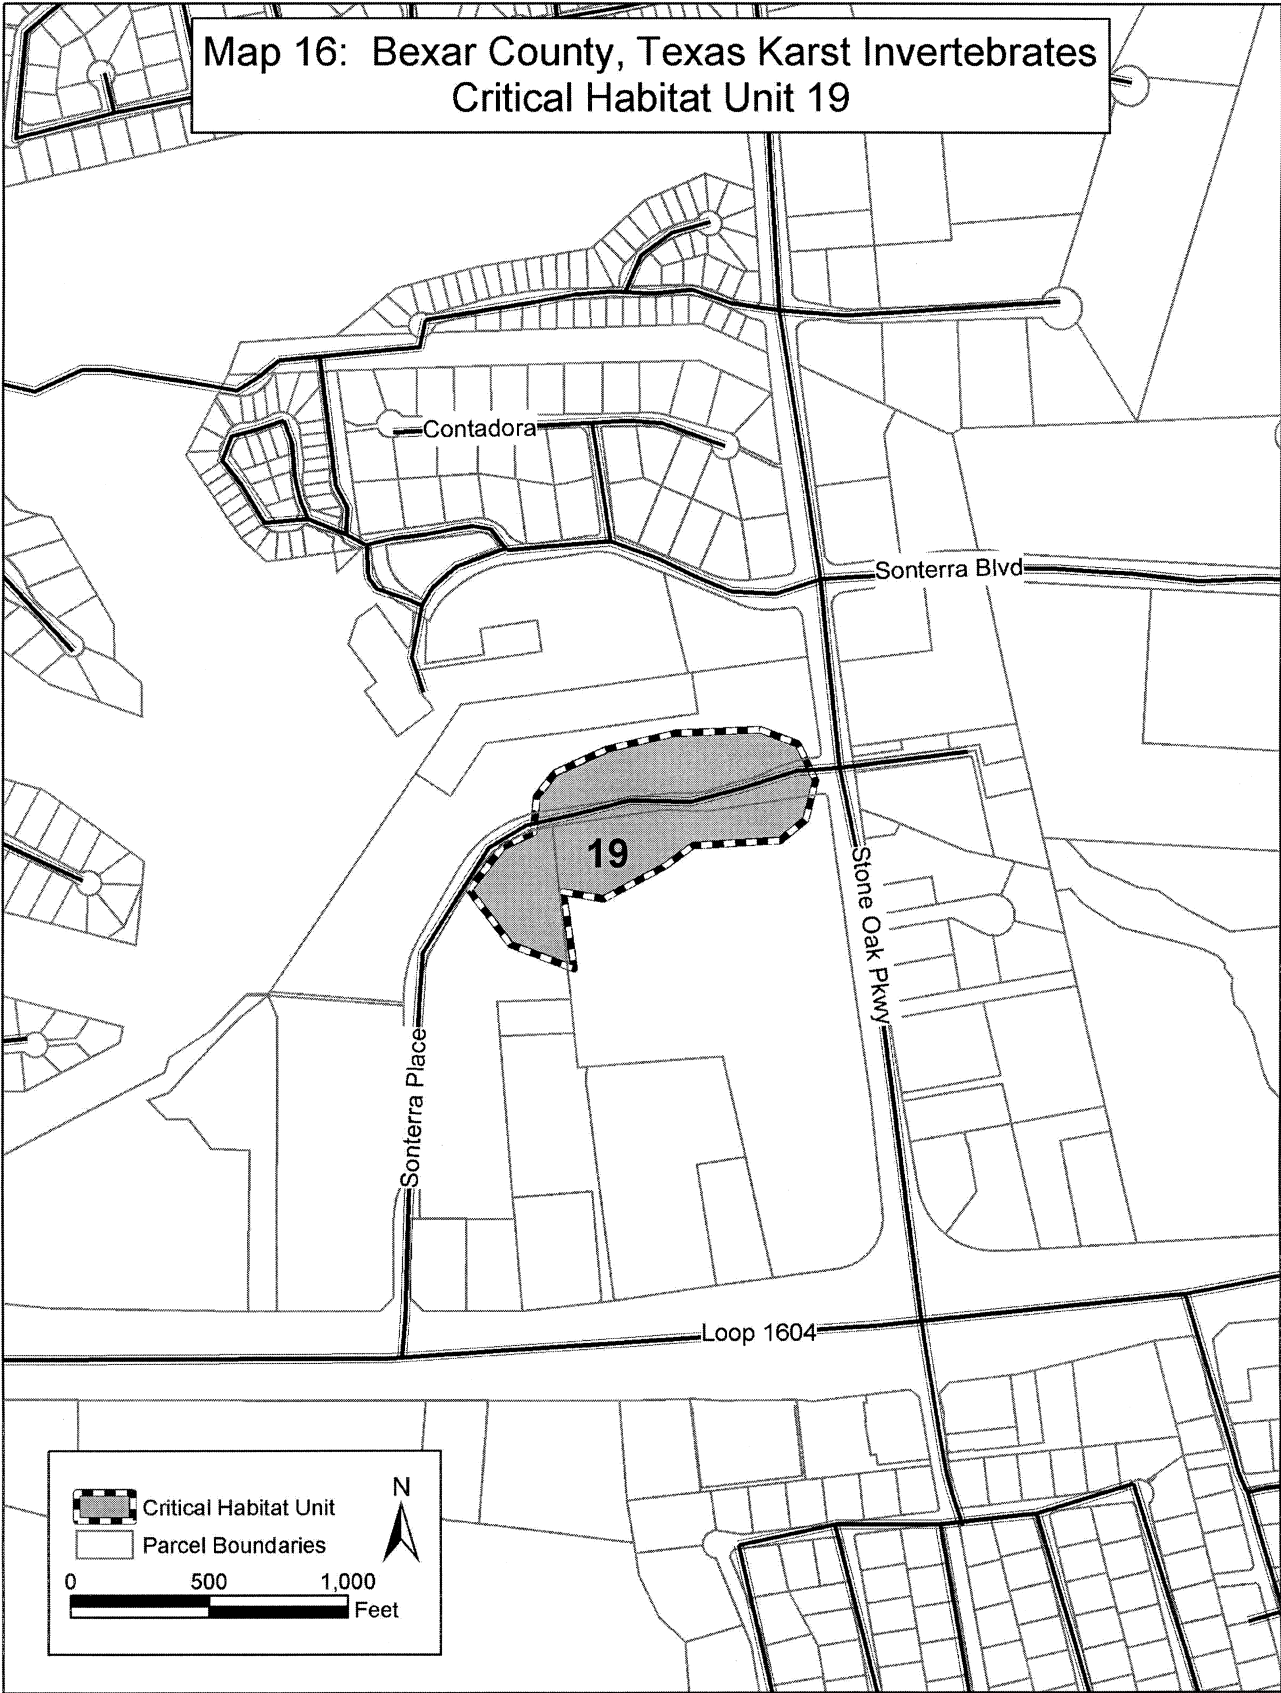 Map 16: Bexar County, Texas Karst Invertebrates
Critical Habitat Unit 19
Contadora
Sonterra Blvd
19
Stone Oak Pkwy
Sonterra Place
Loop 1604
Critical Habitat Unit
Parcel Boundaries
N
0 500 1,000
Feet